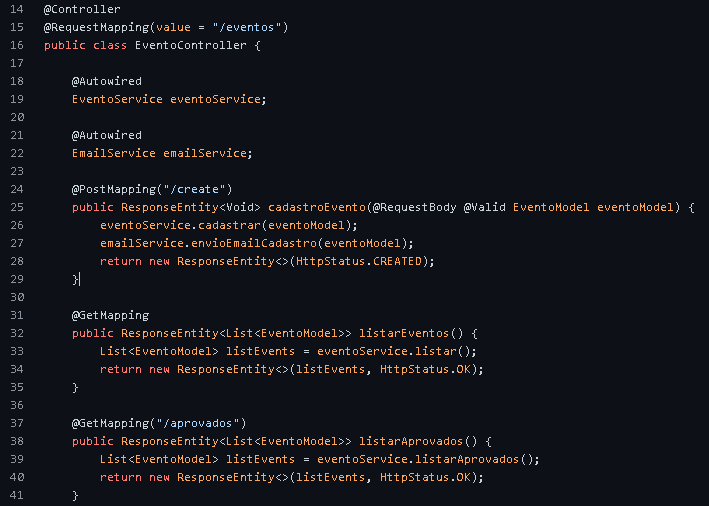 14 @Controller
15 @RequestMapping(value = "/eventos")
16 public class EventoController {
17
18     @Autowired
19     EventoService eventoService;
20
21     @Autowired
22     EmailService emailService;
23
24     @PostMapping("/create")
25     public ResponseEntity<Void> cadastroEvento(@RequestBody @Valid EventoModel eventoModel) {
26         eventoService.cadastrar(eventoModel);
27         emailService.envioEmailCadastro(eventoModel);
28         return new ResponseEntity<>(HttpStatus.CREATED);
29     }
30
31     @GetMapping
32     public ResponseEntity<List<EventoModel>> listarEventos() {
33         List<EventoModel> listEvents = eventoService.listar();
34         return new ResponseEntity<>(listEvents, HttpStatus.OK);
35     }
36
37     @GetMapping("/aprovados")
38     public ResponseEntity<List<EventoModel>> listarAprovados() {
39         List<EventoModel> listEvents = eventoService.listarAprovados();
40         return new ResponseEntity<>(listEvents, HttpStatus.OK);
41     }